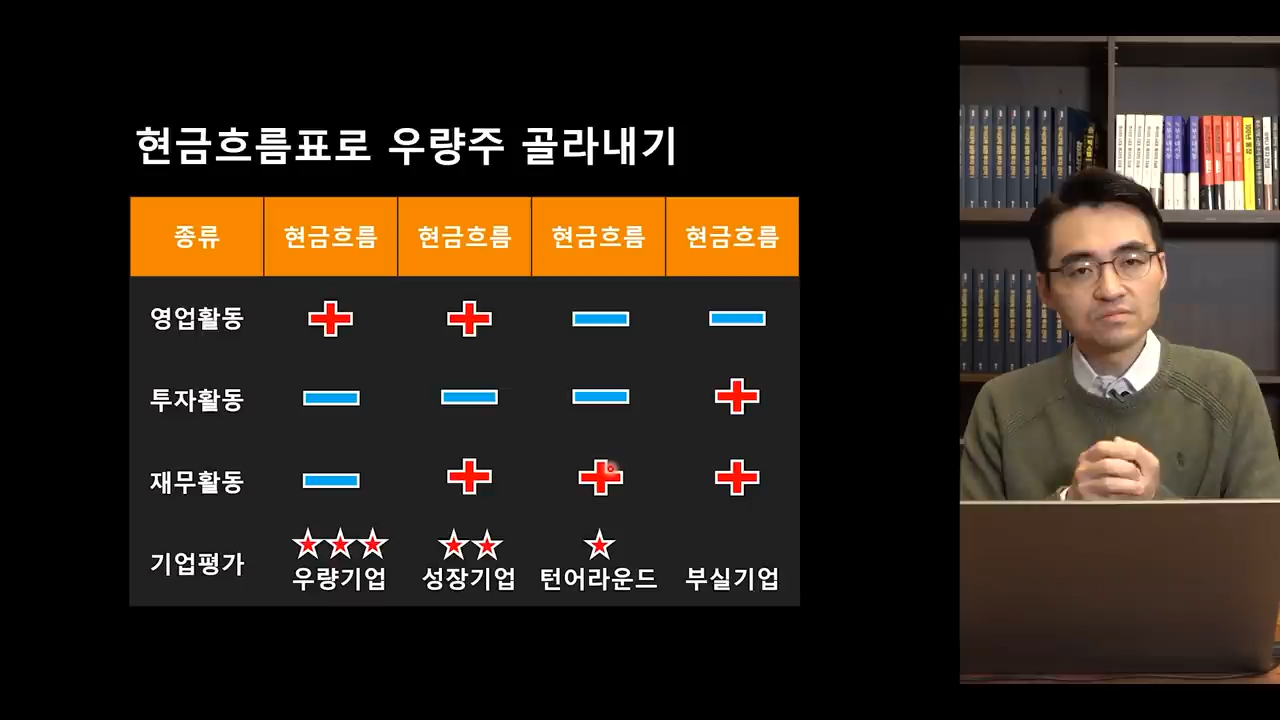 현금흐름표로 우량주 골라내기
종류 현금흐름 현금흐름 현금흐름 현금흐름
영업활동
투자활동
재무활동
기업평가
우량기업 성장기업 턴어라운드 부실기업